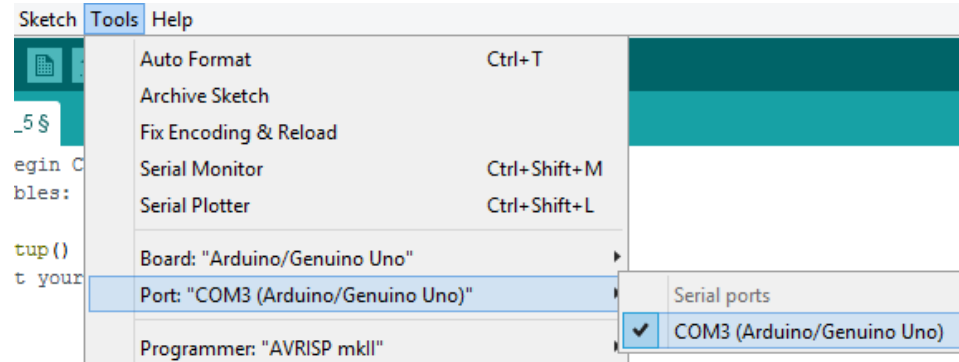 Sketch Tools Help
Auto Format Ctrl+T
Archive Sketch
_5 §
Fix Encoding & Reload
egin C
Serial Monitor Ctrl+Shift+M
bles:
Serial Plotter Ctrl+Shift+L
tup()
Board: "Arduino/Genuino Uno"
t your
Port: "COM3 (Arduino/Genuino Uno)"
Serial ports
COM3 (Arduino/Genuino Uno)
Programmer: "AVRISP mkII"